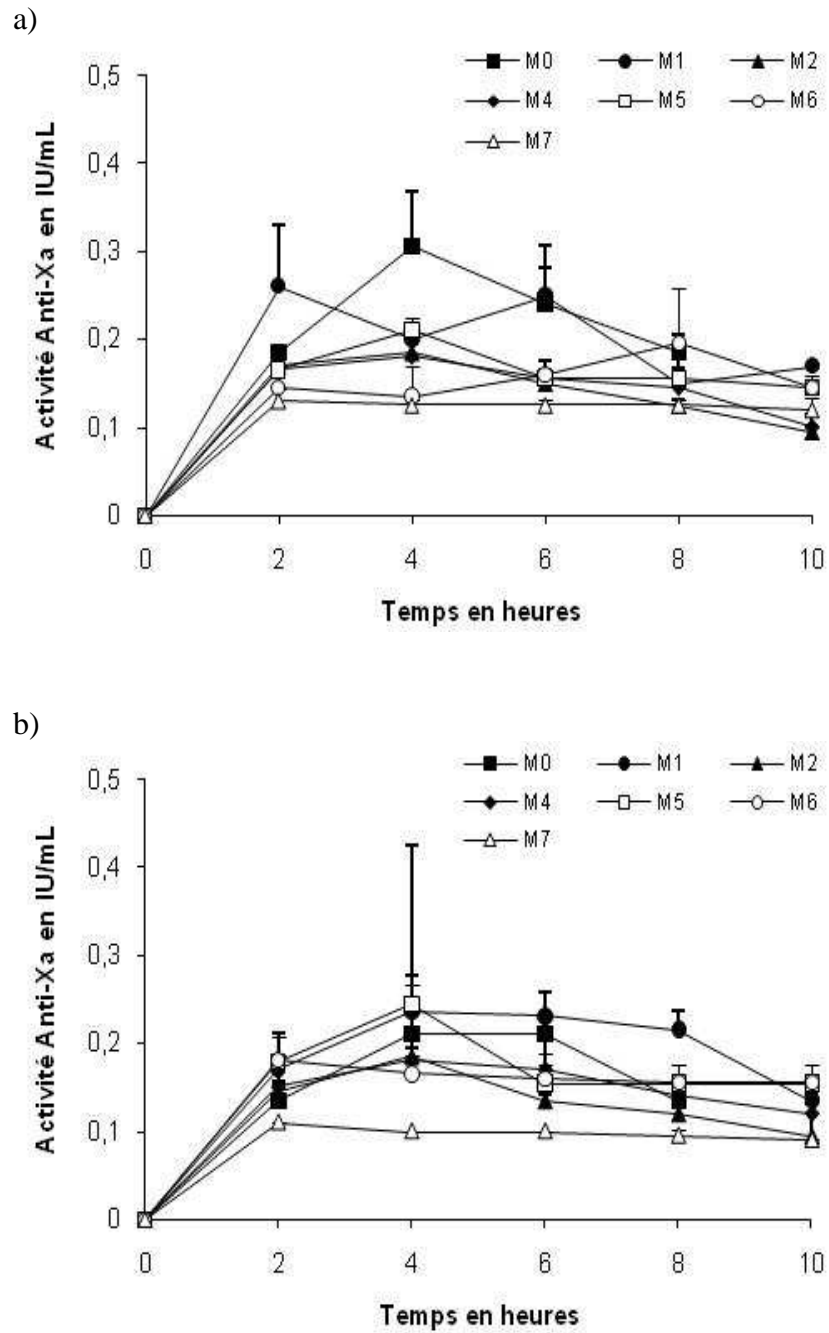 a)
M0 M1 M2
M4 M5 M6
M7
Activité Anti-Xa en IU/mL
0,5
0,4
0,3
0,2
0,1
0
0 2 4 6 8 10
Temps en heures
b)
M0 M1 M2
M4 M5 M6
M7
Activité Anti-Xa en IU/mL
0,5
0,4
0,3
0,2
0,1
0
0 2 4 6 8 10
Temps en heures